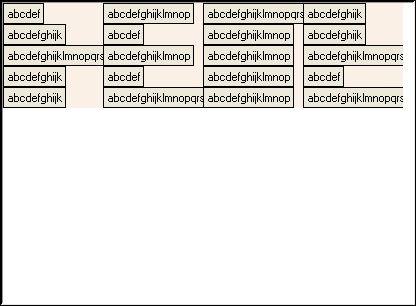 abcdef abcdefghijklmnop abcdefghijklmnopqrs abcdefghijk
abcdefghijk abcdef abcdefghijklmnop abcdefghijk
abcdefghijklmnopqrs abcdefghijklmnop abcdefghijklmnop abcdefghijklmnopqrs
abcdefghijk abcdef abcdefghijklmnop abcdef
abcdefghijk abcdefghijklmnopqrs abcdefghijklmnop abcdefghijklmnopqrs